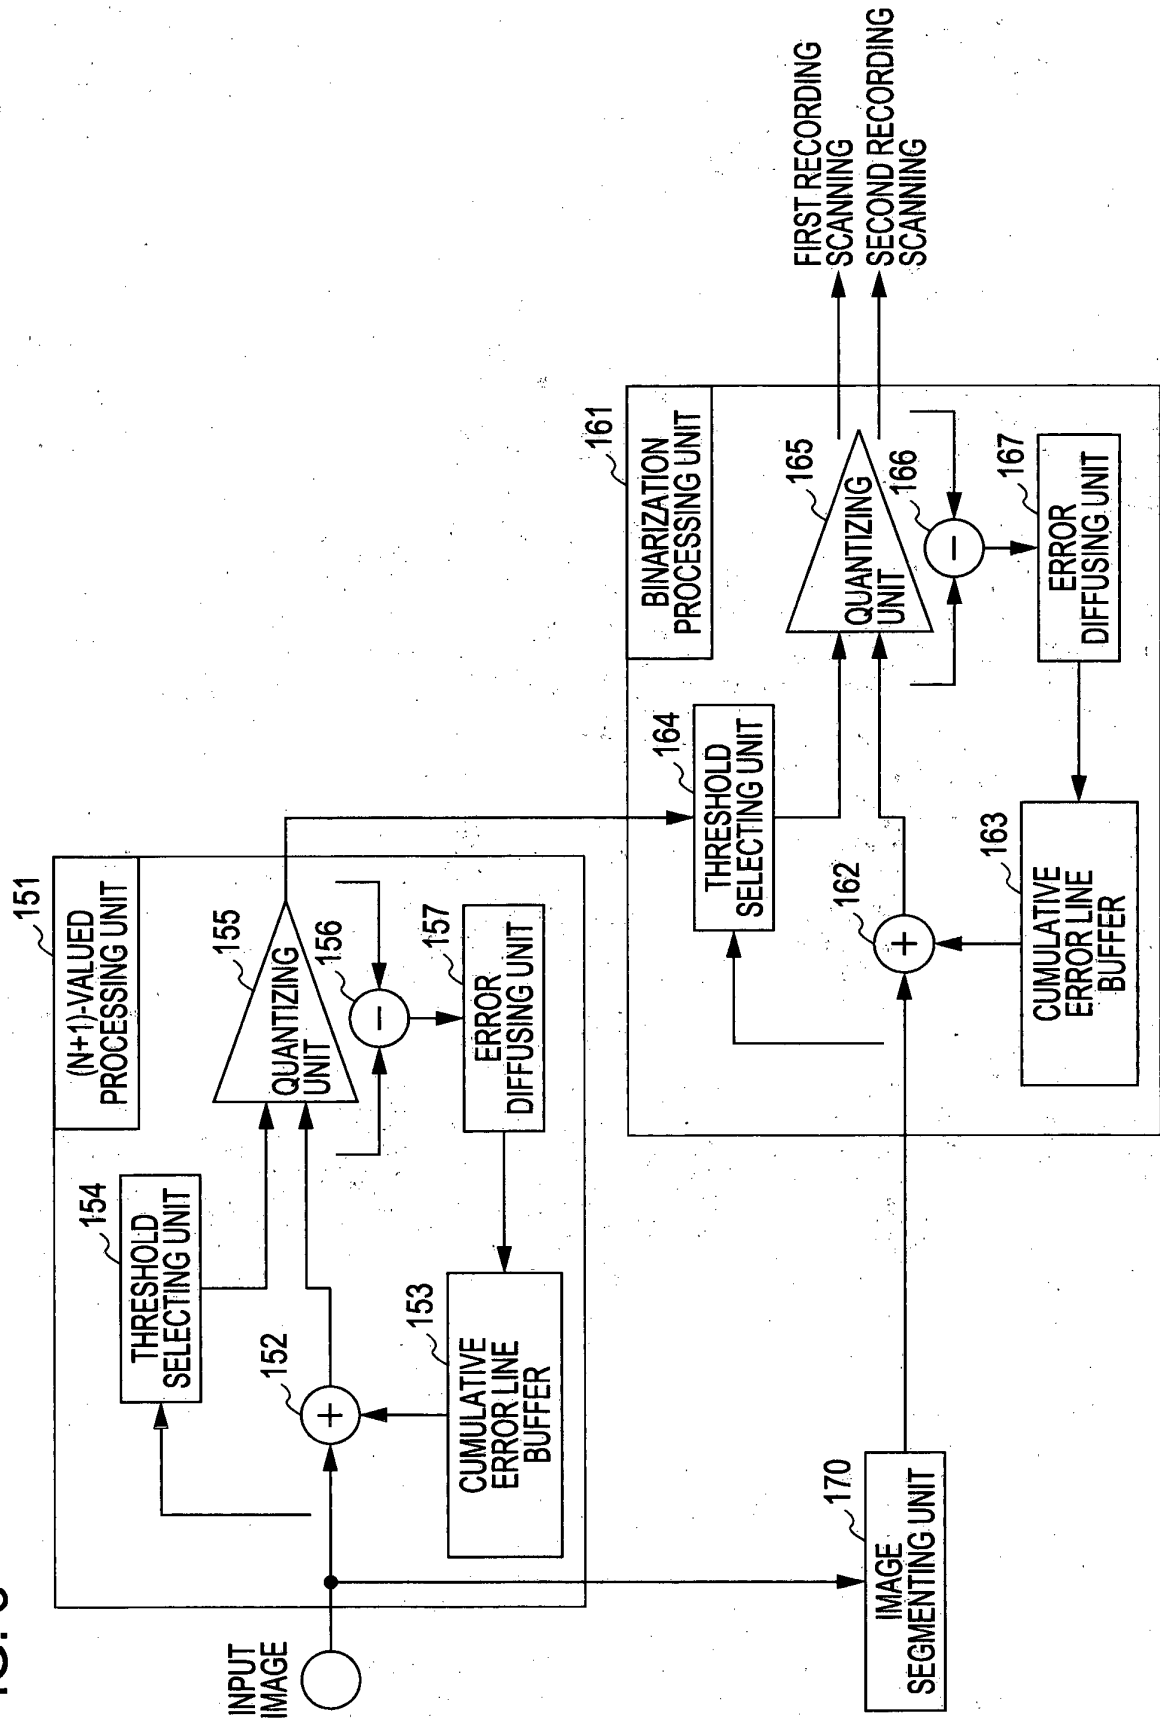 INPUT
IMAGE
151
(N+1)-VALUED
PROCESSING UNIT
154
THRESHOLD
SELECTING UNIT
155
QUANTIZING
UNIT
152
+
156
−
153
CUMULATIVE
ERROR LINE
BUFFER
157
ERROR
DIFFUSING UNIT
170
IMAGE
SEGMENTING UNIT
161
BINARIZATION
PROCESSING UNIT
164
THRESHOLD
SELECTING UNIT
165
QUANTIZING
UNIT
162
+
166
−
163
CUMULATIVE
ERROR LINE
BUFFER
167
ERROR
DIFFUSING UNIT
FIRST RECORDING
SCANNING
SECOND RECORDING
SCANNING